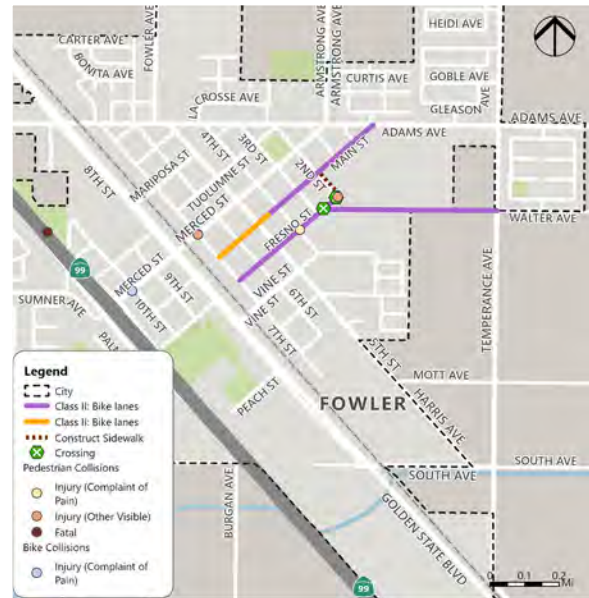 HEIDI AVE
CARTER AVE
BONITA AVE
FOWLER AVE
ARMSTRONG AVE
ARMSTRONG AVE
CURTIS AVE
GOBLE AVE
LA CROSSE AVE
GLEASON
AVE
ADAMS AVE
ADAMS AVE
8TH ST
MARIPOSA ST
4TH ST
3RD ST
TUOLUMNE ST
2ND ST
MAIN ST
MERCED ST
FRESNO ST
WALTER AVE
99
MERCED ST
9TH ST
10TH ST
VINE ST
VINE ST
6TH ST
7TH ST
5TH ST
TEMPERANCE AVE
SUMNER AVE
PEACH ST
MOTT AVE
HARRIS AVE
FOWLER
SOUTH AVE
SOUTH AVE
BURGAN AVE
GOLDEN STATE BLVD
99
Legend
City
Class II: Bike lanes
Class II: Bike lanes
Construct Sidewalk
Crossing
Pedestrian Collisions
Injury (Complaint of
Pain)
Injury (Other Visible)
Fatal
Bike Collisions
Injury (Complaint of
Pain)
0 0.1 0.2
Mi